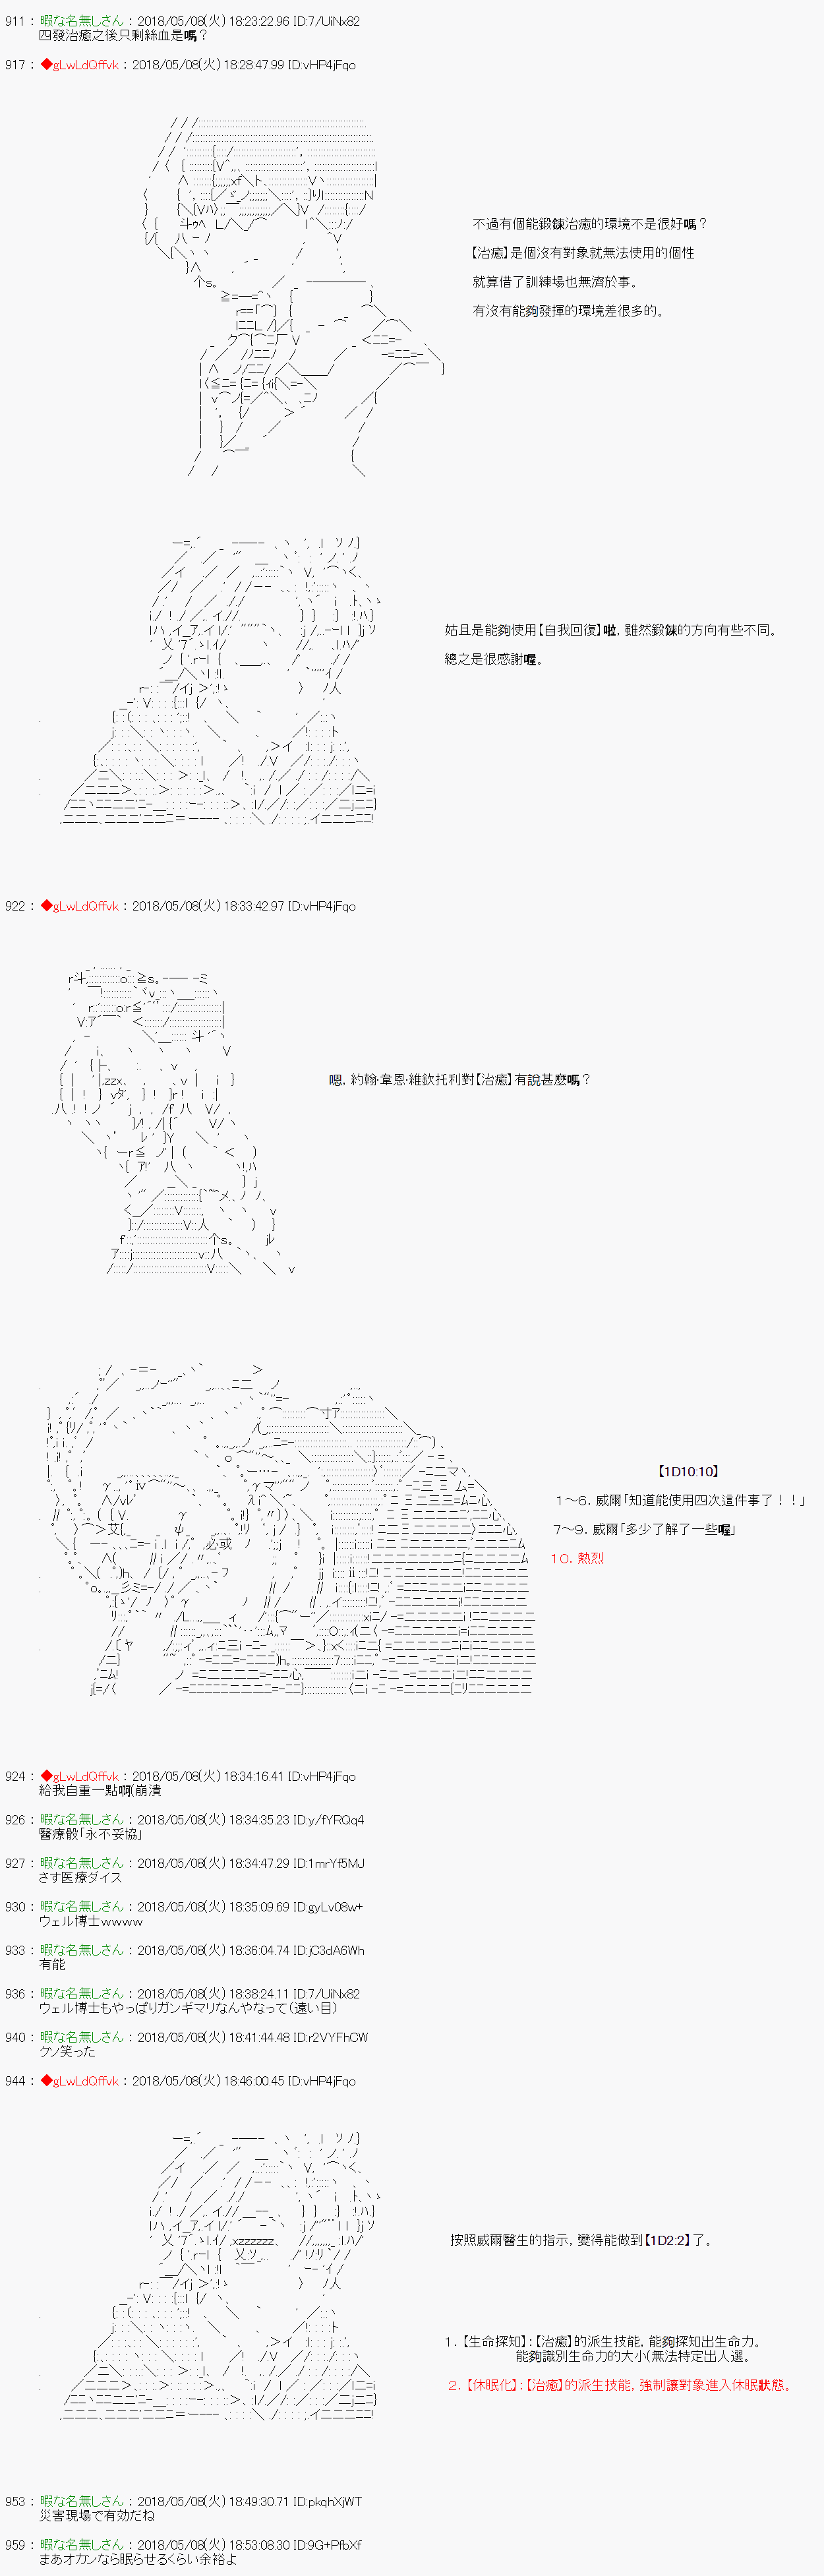 911 : 暇な名無しさん : 2018/05/08(火) 18:23:22.96 ID:7/UiNx82
四發治癒之後只剩絲血是嗎?
917 : ◆gLwLdQffvk : 2018/05/08(火) 18:28:47.99 ID:vHP4jFqo
不過有個能鍛鍊治癒的環境不是很好嗎?
【治癒】是個沒有對象就無法使用的個性
就算借了訓練場也無濟於事。
有沒有能夠發揮的環境差很多的。
姑且是能夠使用【自我回復】啦, 雖然鍛鍊的方向有些不同。
總之是很感謝喔。
922 : ◆gLwLdQffvk : 2018/05/08(火) 18:33:42.97 ID:vHP4jFqo
嗯, 約翰·韋恩·維欽托利對【治癒】有說甚麼嗎?
【1D10:10】
1~6. 威爾「知道能使用四次這件事了!!」
7~9. 威爾「多少了解了一些喔」
10. 熱烈
924 : ◆gLwLdQffvk : 2018/05/08(火) 18:34:16.41 ID:vHP4jFqo
給我自重一點啊(崩潰
926 : 暇な名無しさん : 2018/05/08(火) 18:34:35.23 ID:y/fYRQq4
醫療骰「永不妥協」
927 : 暇な名無しさん : 2018/05/08(火) 18:34:47.29 ID:1mrYf5MJ
さす医療ダイス
930 : 暇な名無しさん : 2018/05/08(火) 18:35:09.69 ID:gyLv08w+
ウェル博士wwww
933 : 暇な名無しさん : 2018/05/08(火) 18:36:04.74 ID:jC3dA6Wh
有能
936 : 暇な名無しさん : 2018/05/08(火) 18:38:24.11 ID:7/UiNx82
ウェル博士もやっぱりガンギマリなんやなって(遠い目)
940 : 暇な名無しさん : 2018/05/08(火) 18:41:44.48 ID:r2VYFhCW
クソ笑った
944 : ◆gLwLdQffvk : 2018/05/08(火) 18:46:00.45 ID:vHP4jFqo
按照威爾醫生的指示, 變得能做到【1D2:2】了。
1. 【生命探知】:【治癒】的派生技能, 能夠探知出生命力。
能夠識別生命力的大小(無法特定出人選。
2. 【休眠化】:【治癒】的派生技能, 強制讓對象進入休眠狀態。
953 : 暇な名無しさん : 2018/05/08(火) 18:49:30.71 ID:pkqhXjWT
災害現場で有効だね
959 : 暇な名無しさん : 2018/05/08(火) 18:53:08.30 ID:9G+PfbXf
まあオカンなら眠らせるくらい余裕よ